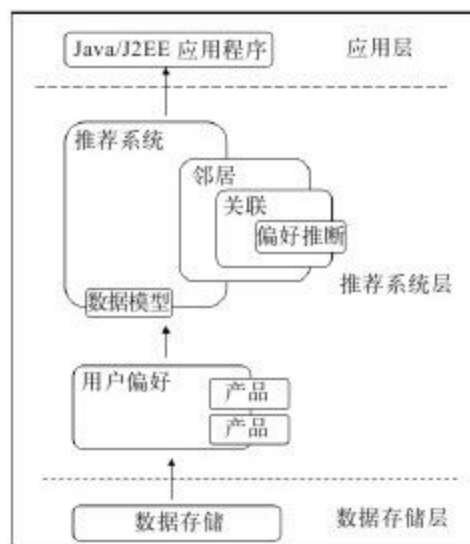 Java/J2EE 应用程序
应用层
推荐系统
邻居
关联
偏好推断
推荐系统层
数据模型
用户偏好
产品
产品
数据存储
数据存储层